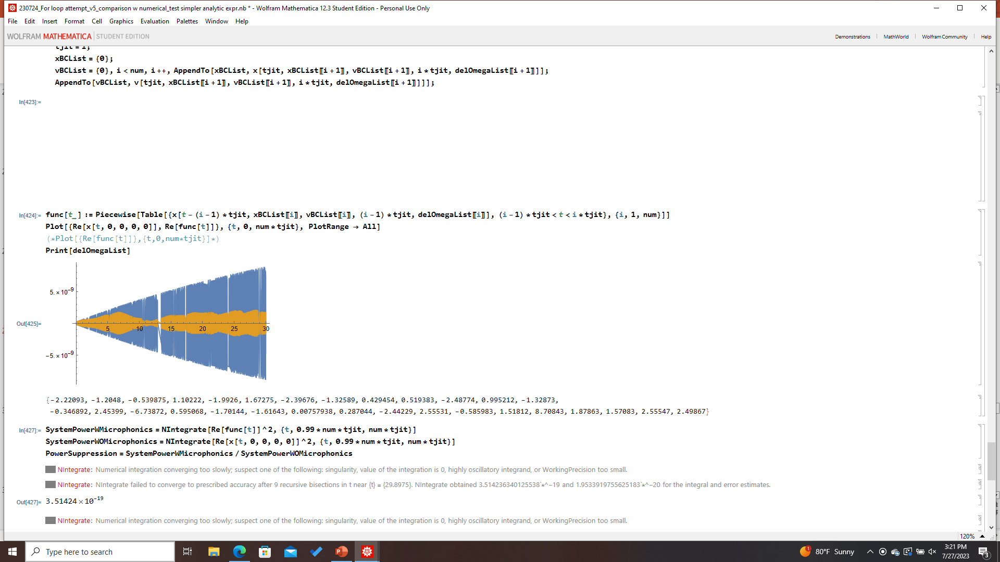 230724_For loop attempt_v5_comparison w numerical_test simpler analytic expr.nb * - Wolfram Mathematica 12.3 Student Edition - Personal Use Only
File Edit Insert Format Cell Graphics Evaluation Palettes Window Help
WOLFRAM MATHEMATICA STUDENT EDITION
Demonstrations MathWorld Wolfram Community Help
tjit = 1;
xBCList = {0};
vBCList = {0}, i < num, i++, AppendTo[xBCList, x[tjit, xBCList〚i + 1〛, vBCList〚i + 1〛, i * tjit, delOmegaList〚i + 1〛]];
AppendTo[vBCList, v[tjit, xBCList〚i + 1〛, vBCList〚i + 1〛, i * tjit, delOmegaList〚i + 1〛]]];
In[423]:=
In[424]:= func[t_] := Piecewise[Table[{x[t - (i - 1) * tjit, xBCList〚i〛, vBCList〚i〛, (i - 1) * tjit, delOmegaList〚i〛], (i - 1) * tjit < t < i * tjit}, {i, 1, num}]]
Plot[{Re[x[t, 0, 0, 0, 0]], Re[func[t]]}, {t, 0, num * tjit}, PlotRange → All]
(*Plot[{Re[func[t]]},{t,0,num*tjit}]*)
Print[delOmegaList]
5. × 10^-9
Out[425]=
5 10 15 20 25 30
-5. × 10^-9
{-2.22093, -1.2048, -0.539875, 1.10222, -1.9926, 1.67275, -2.39676, -1.32589, 0.429454, 0.519383, -2.48774, 0.995212, -1.32873,
-0.346892, 2.45399, -6.73872, 0.595068, -1.70144, -1.61643, 0.00757938, 0.287044, -2.44229, 2.55531, -0.585983, 1.51812, 8.70843, 1.87863, 1.57083, 2.55547, 2.49867}
In[427]:= SystemPowerWMicrophonics = NIntegrate[Re[func[t]]^2, {t, 0.99 * num * tjit, num * tjit}]
SystemPowerWOMicrophonics = NIntegrate[Re[x[t, 0, 0, 0, 0]]^2, {t, 0.99 * num * tjit, num * tjit}]
PowerSuppression = SystemPowerWMicrophonics / SystemPowerWOMicrophonics
NIntegrate: Numerical integration converging too slowly; suspect one of the following: singularity, value of the integration is 0, highly oscillatory integrand, or WorkingPrecision too small.
NIntegrate: NIntegrate failed to converge to prescribed accuracy after 9 recursive bisections in t near {t} = {29.8975}. NIntegrate obtained 3.514236340125538`*^-19 and 1.9533919755625183`*^-20 for the integral and error estimates.
Out[427]= 3.51424 × 10^-19
NIntegrate: Numerical integration converging too slowly; suspect one of the following: singularity, value of the integration is 0, highly oscillatory integrand, or WorkingPrecision too small.
120%
Type here to search
80°F Sunny
3:21 PM
7/27/2023
3